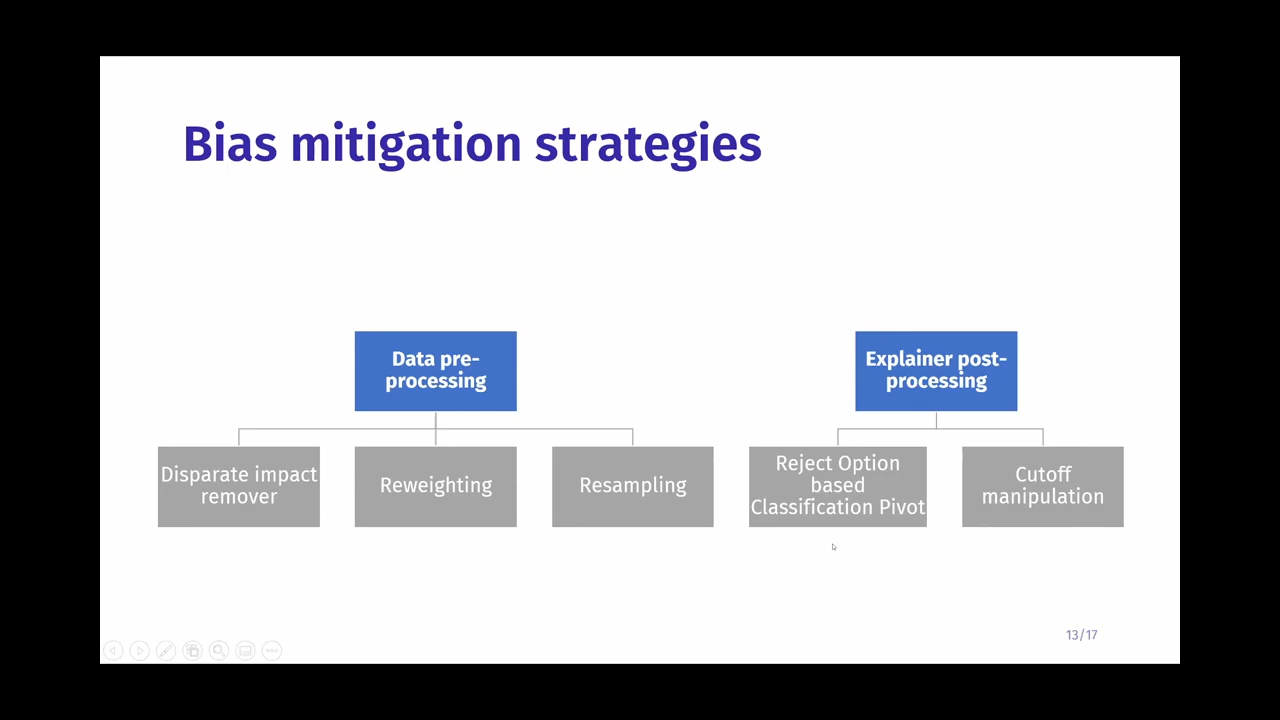 Bias mitigation strategies
Data pre-
processing
Explainer post-
processing
Disparate impact
remover
Reweighting
Resampling
Reject Option
based
Classification Pivot
Cutoff
manipulation
13/17